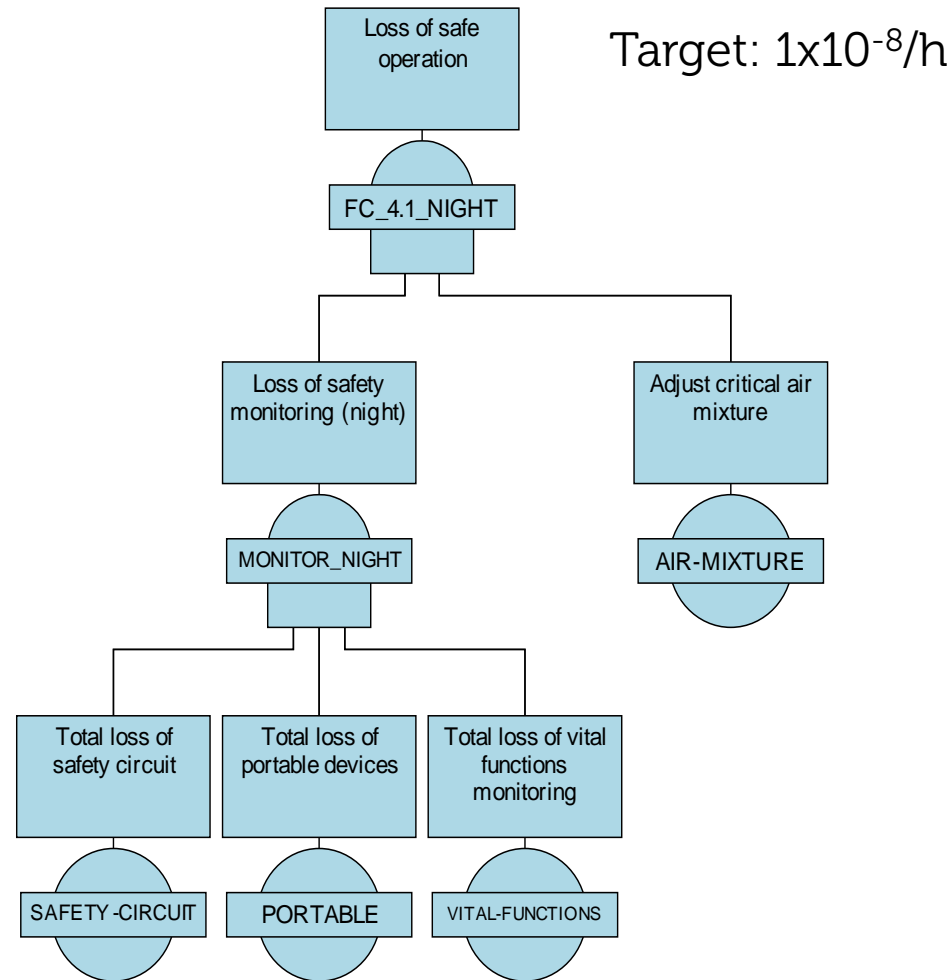 Loss of safe
operation
Target: 1x10⁻⁸/h
FC_4.1_NIGHT
Loss of safety
monitoring (night)
Adjust critical air
mixture
MONITOR_NIGHT
AIR-MIXTURE
Total loss of
safety circuit
Total loss of
portable devices
Total loss of vital
functions
monitoring
SAFETY-CIRCUIT
PORTABLE
VITAL-FUNCTIONS